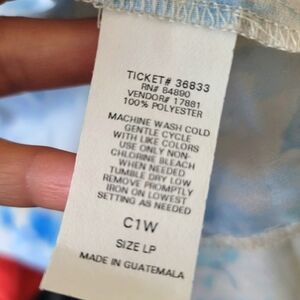 TICKET# 36833
RN# 84890
VENDOR# 17881
100% POLYESTER
MACHINE WASH COLD
GENTLE CYCLE
WITH LIKE COLORS
USE ONLY NON-
CHLORINE BLEACH
WHEN NEEDED
TUMBLE DRY LOW
REMOVE PROMPTLY
IRON ON LOWEST
SETTING AS NEEDED
C1W
SIZE LP
MADE IN GUATEMALA